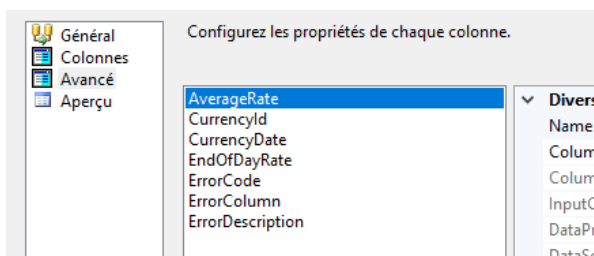 Général
Colonnes
Avancé
Aperçu
Configurez les propriétés de chaque colonne.
AverageRate
CurrencyId
CurrencyDate
EndOfDayRate
ErrorCode
ErrorColumn
ErrorDescription
Divers
Name
Colum
Colum
InputC
DataPr